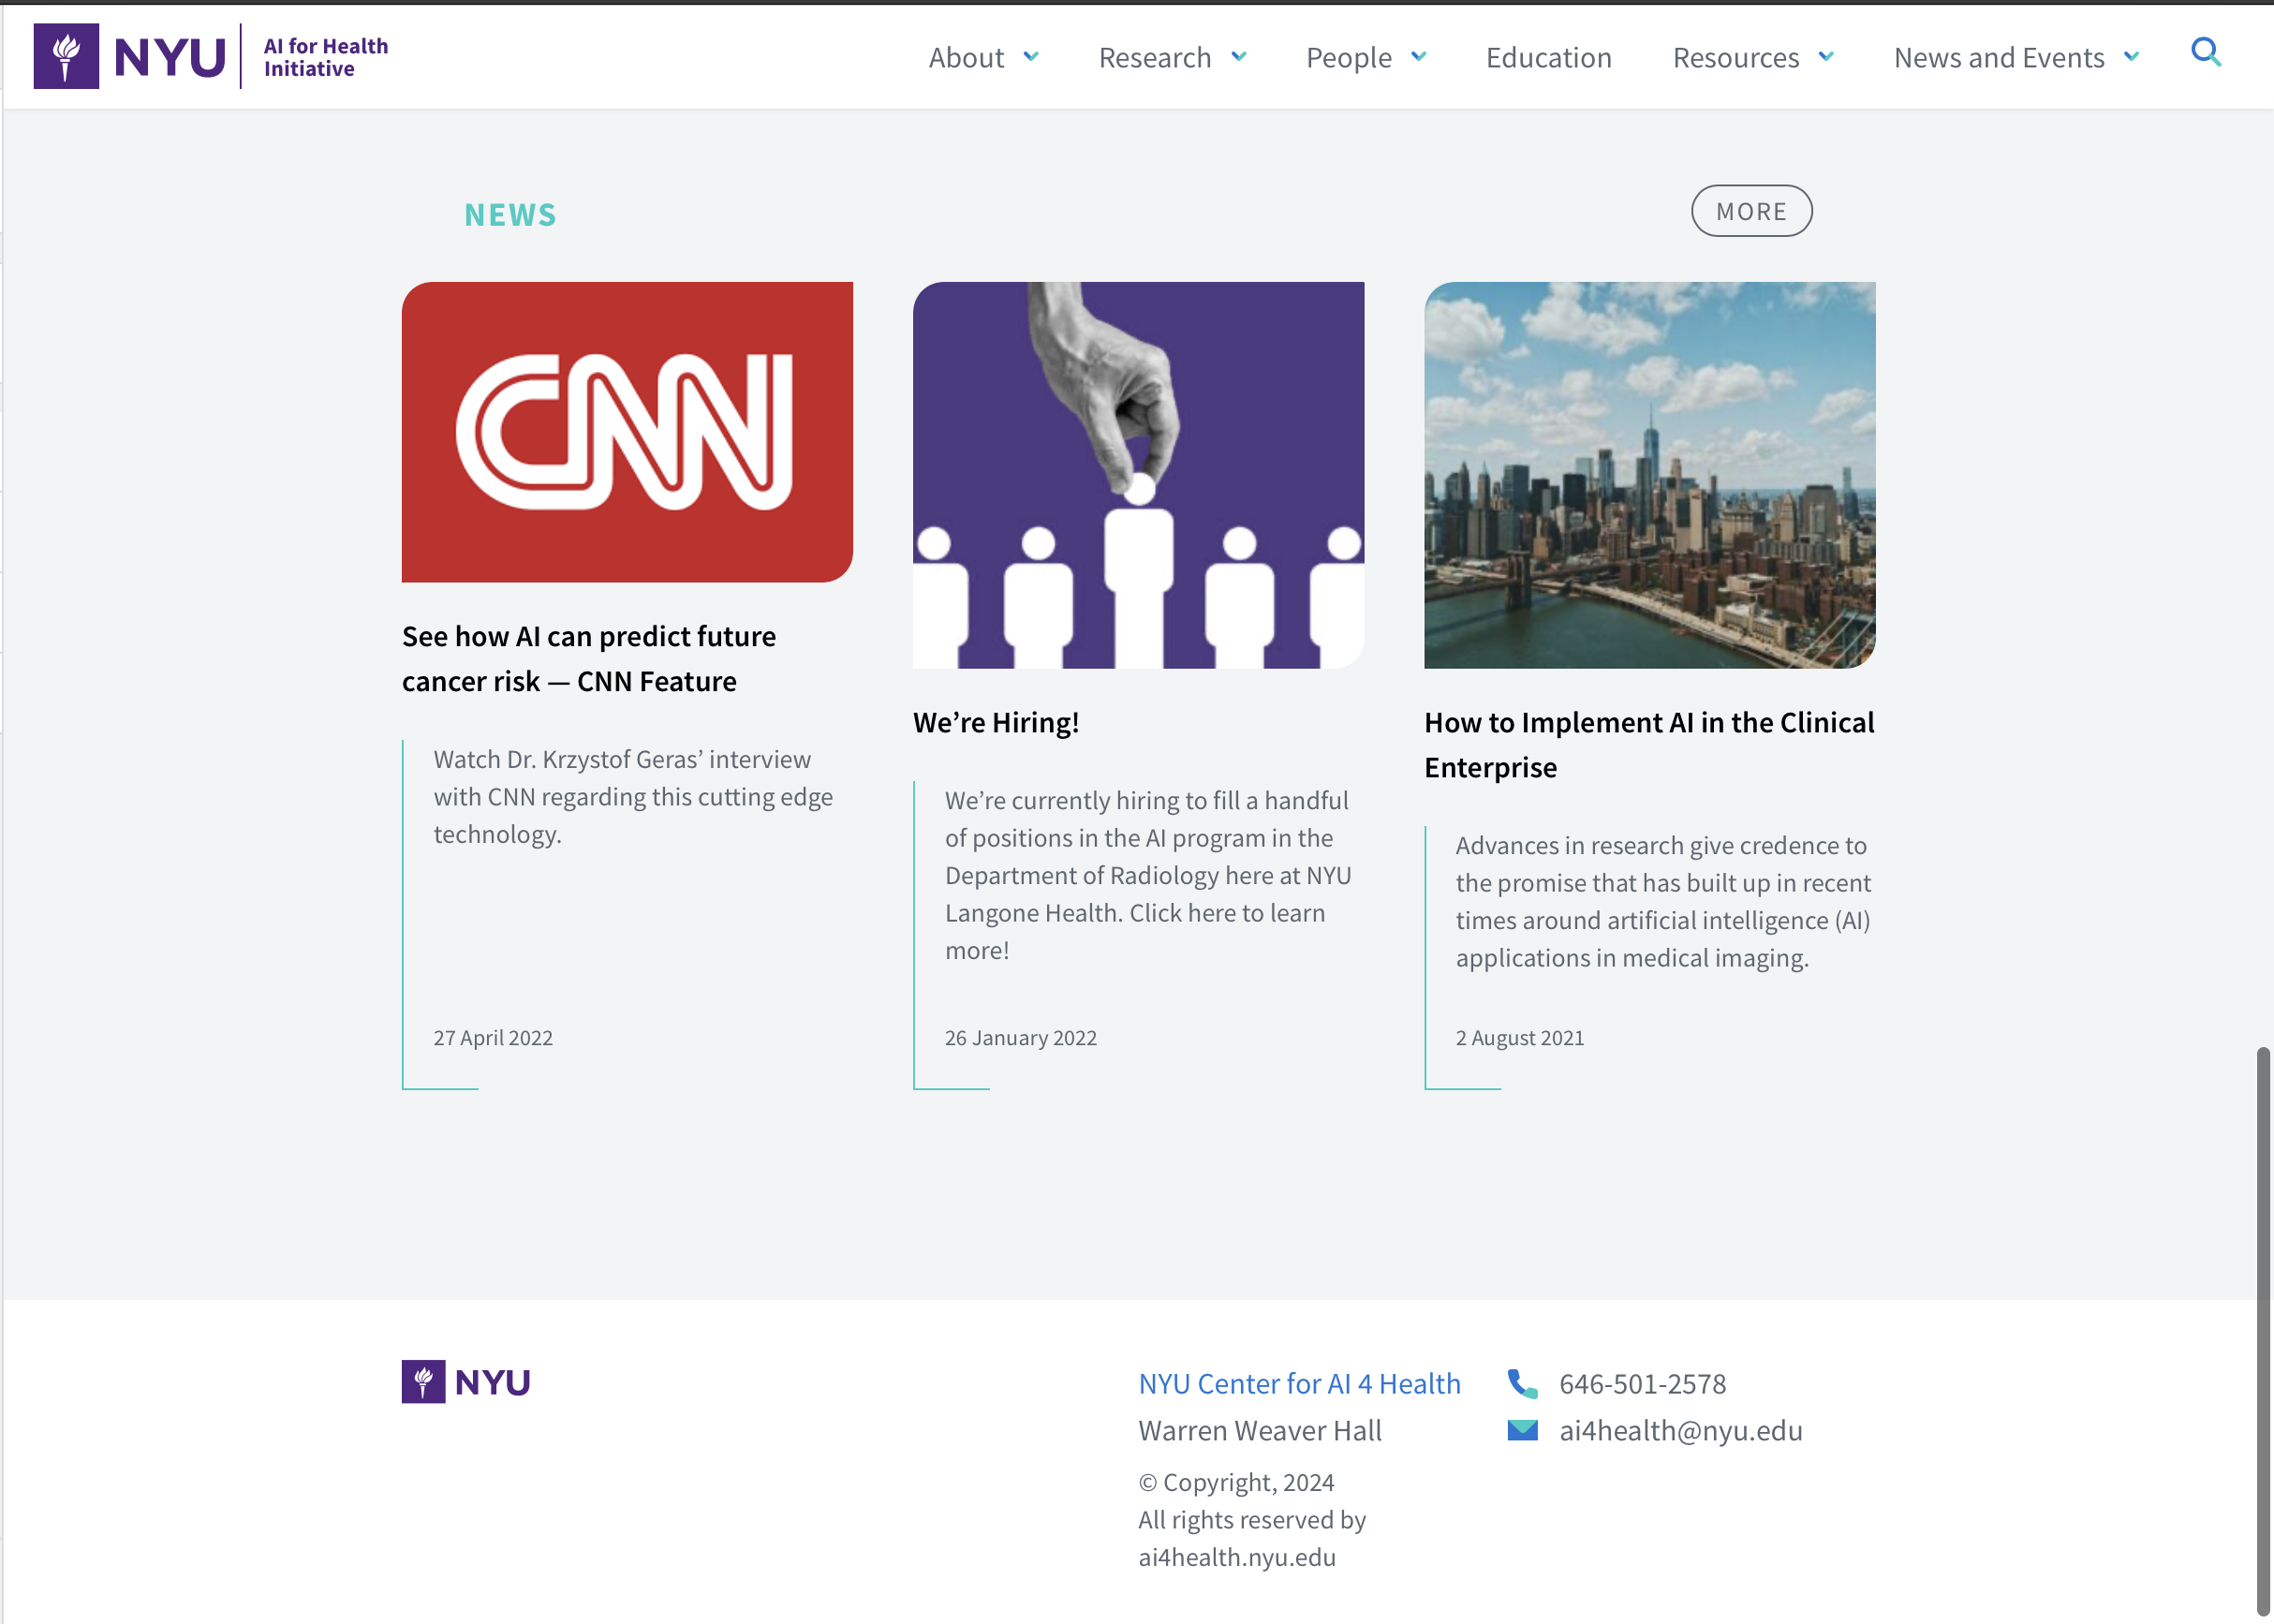 NYU
AI for Health
Initiative
About
Research
People
Education
Resources
News and Events
NEWS
MORE
CNN
See how AI can predict future
cancer risk — CNN Feature
Watch Dr. Krzystof Geras’ interview
with CNN regarding this cutting edge
technology.
27 April 2022
We’re Hiring!
We’re currently hiring to fill a handful
of positions in the AI program in the
Department of Radiology here at NYU
Langone Health. Click here to learn
more!
26 January 2022
How to Implement AI in the Clinical
Enterprise
Advances in research give credence to
the promise that has built up in recent
times around artificial intelligence (AI)
applications in medical imaging.
2 August 2021
NYU
NYU Center for AI 4 Health
Warren Weaver Hall
© Copyright, 2024
All rights reserved by
ai4health.nyu.edu
646-501-2578
ai4health@nyu.edu